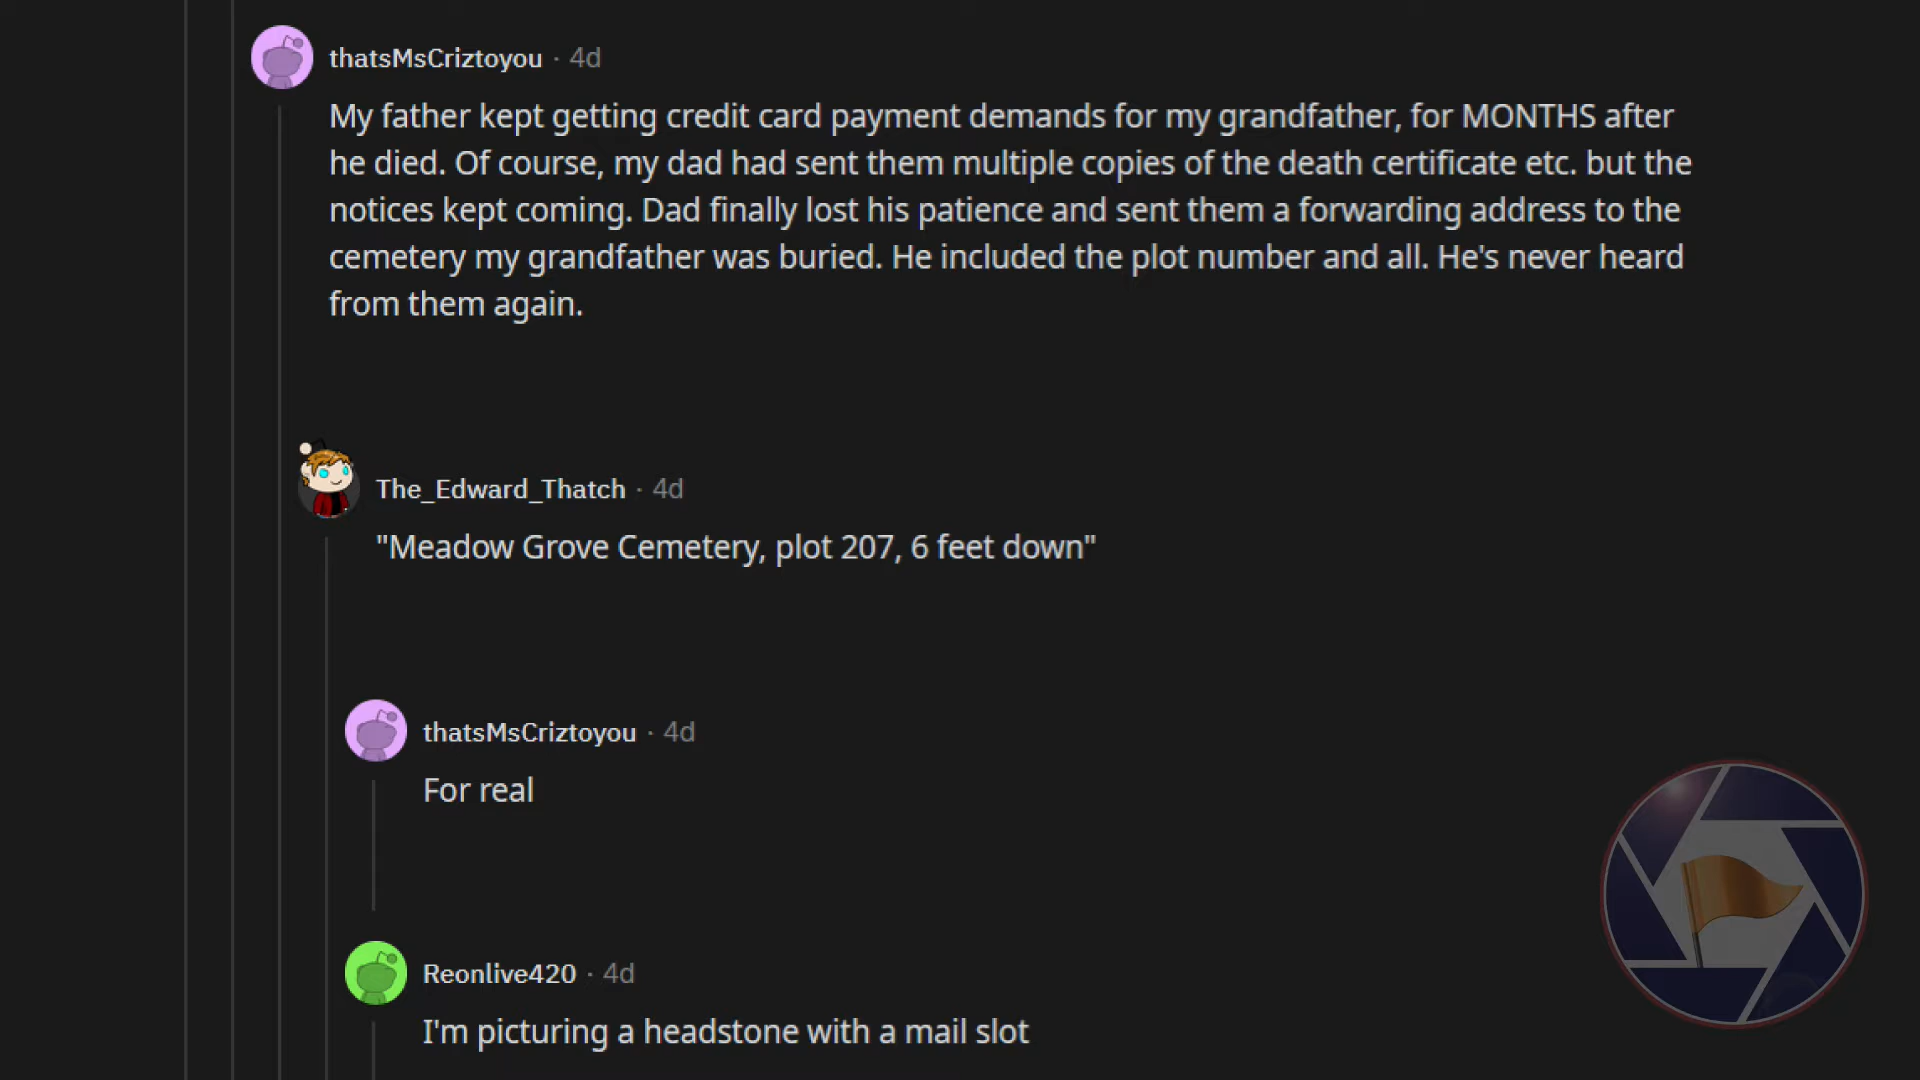 thatsMsCriztoyou · 4d
My father kept getting credit card payment demands for my grandfather, for MONTHS after
he died. Of course, my dad had sent them multiple copies of the death certificate etc. but the
notices kept coming. Dad finally lost his patience and sent them a forwarding address to the
cemetery my grandfather was buried. He included the plot number and all. He's never heard
from them again.
The_Edward_Thatch · 4d
"Meadow Grove Cemetery, plot 207, 6 feet down"
thatsMsCriztoyou · 4d
For real
Reonlive420 · 4d
I'm picturing a headstone with a mail slot